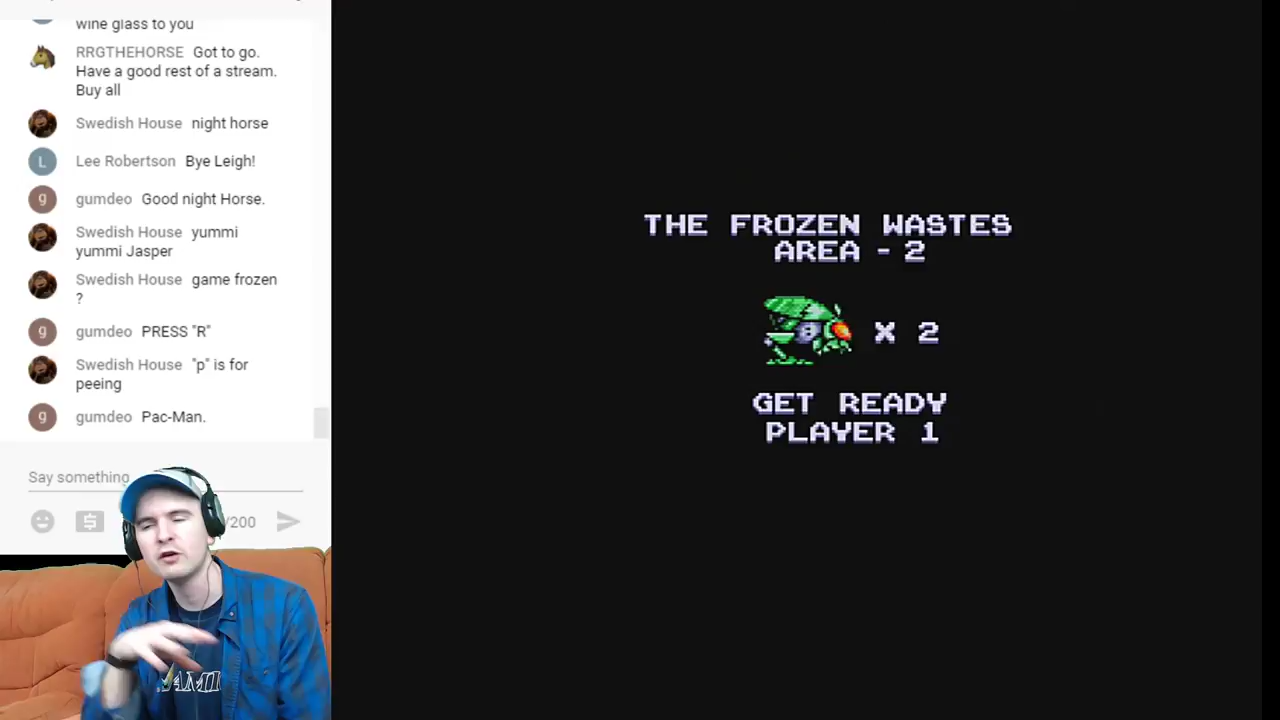 wine glass to you
RRGTHEHORSE Got to go.
Have a good rest of a stream.
Buy all
Swedish House night horse
L
Lee Robertson Bye Leigh!
g
gumdeo Good night Horse.
Swedish House yummi
yummi Jasper
Swedish House game frozen
?
g
gumdeo PRESS "R"
Swedish House "p" is for
peeing
g
gumdeo Pac-Man.
Say something
/200
THE FROZEN WASTES
AREA - 2
X 2
GET READY
PLAYER 1